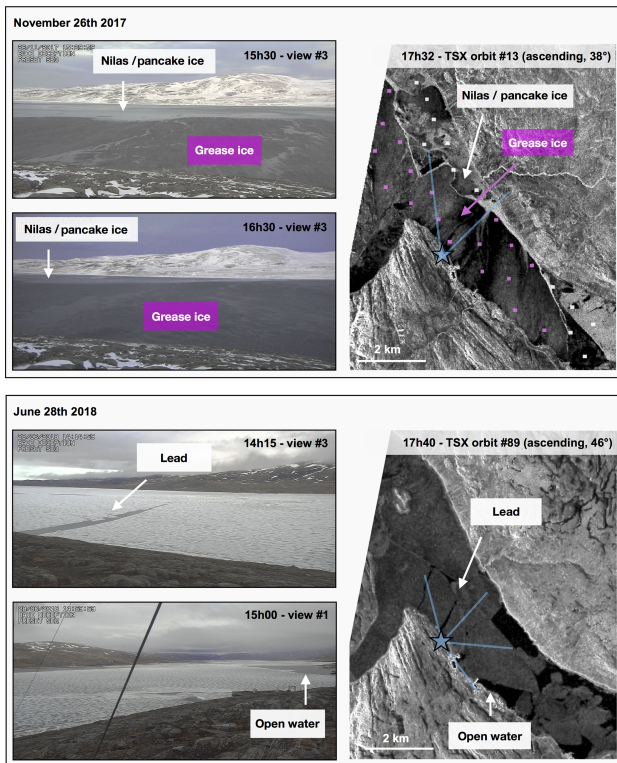 November 26th 2017
15h30 - view #3
Nilas / pancake ice
Grease ice
16h30 - view #3
Nilas / pancake ice
Grease ice
17h32 - TSX orbit #13 (ascending, 38°)
Nilas / pancake ice
Grease ice
2 km
June 28th 2018
14h15 - view #3
Lead
15h00 - view #1
Open water
17h40 - TSX orbit #89 (ascending, 46°)
Lead
Open water
2 km